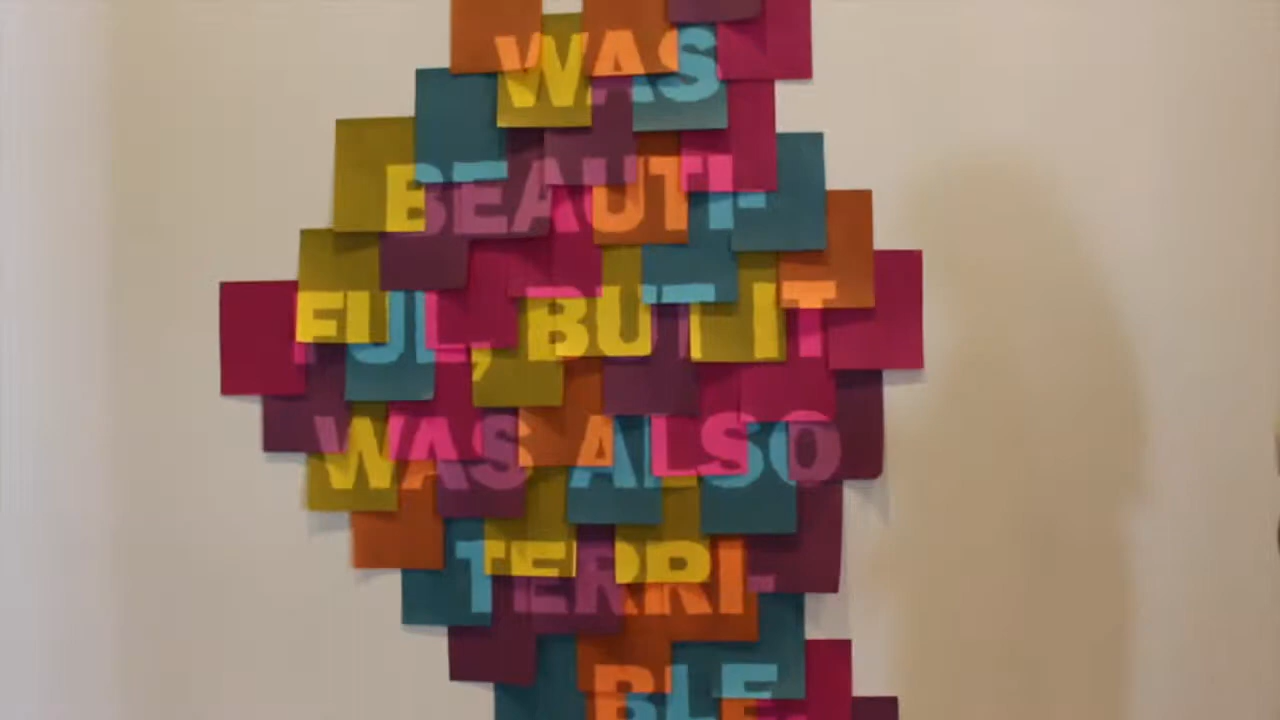 WAS
BEAUTI-
FUL, BUT IT
WAS ALSO
TERRI-
BLE